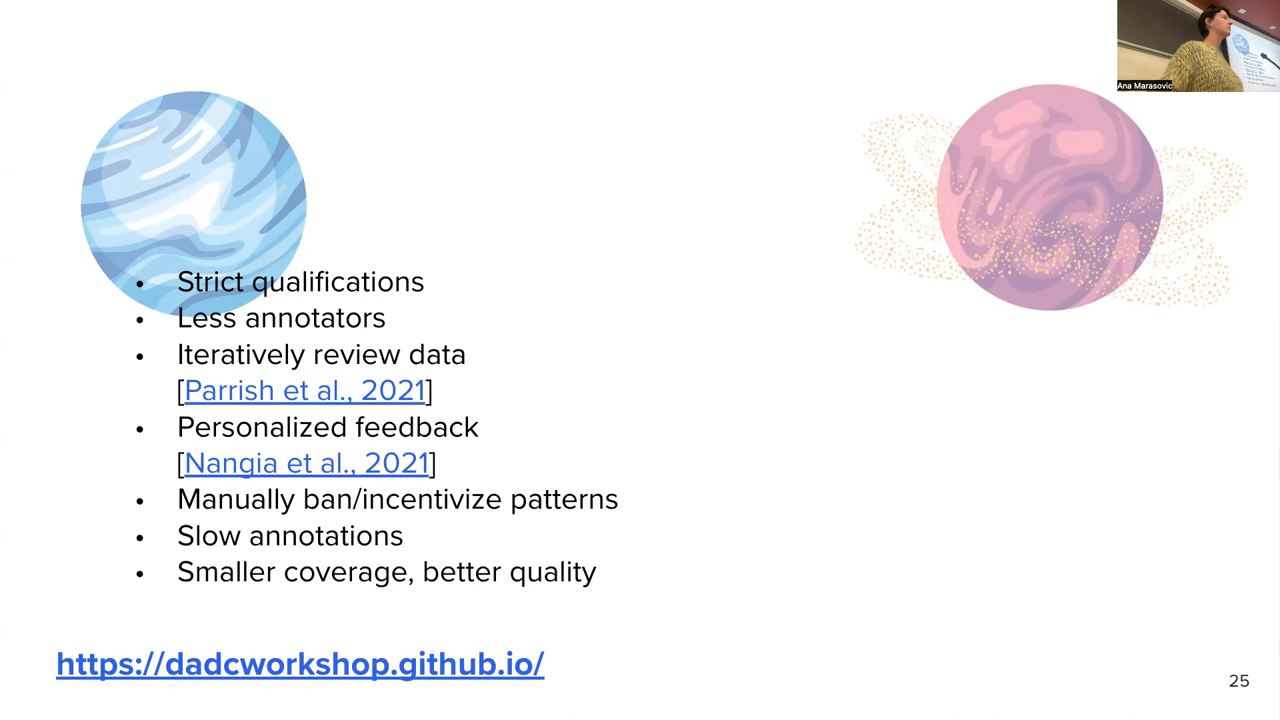 Ana Marasovic
• Strict qualifications
• Less annotators
• Iteratively review data
[Parrish et al., 2021]
• Personalized feedback
[Nangia et al., 2021]
• Manually ban/incentivize patterns
• Slow annotations
• Smaller coverage, better quality
https://dadcworkshop.github.io/
25